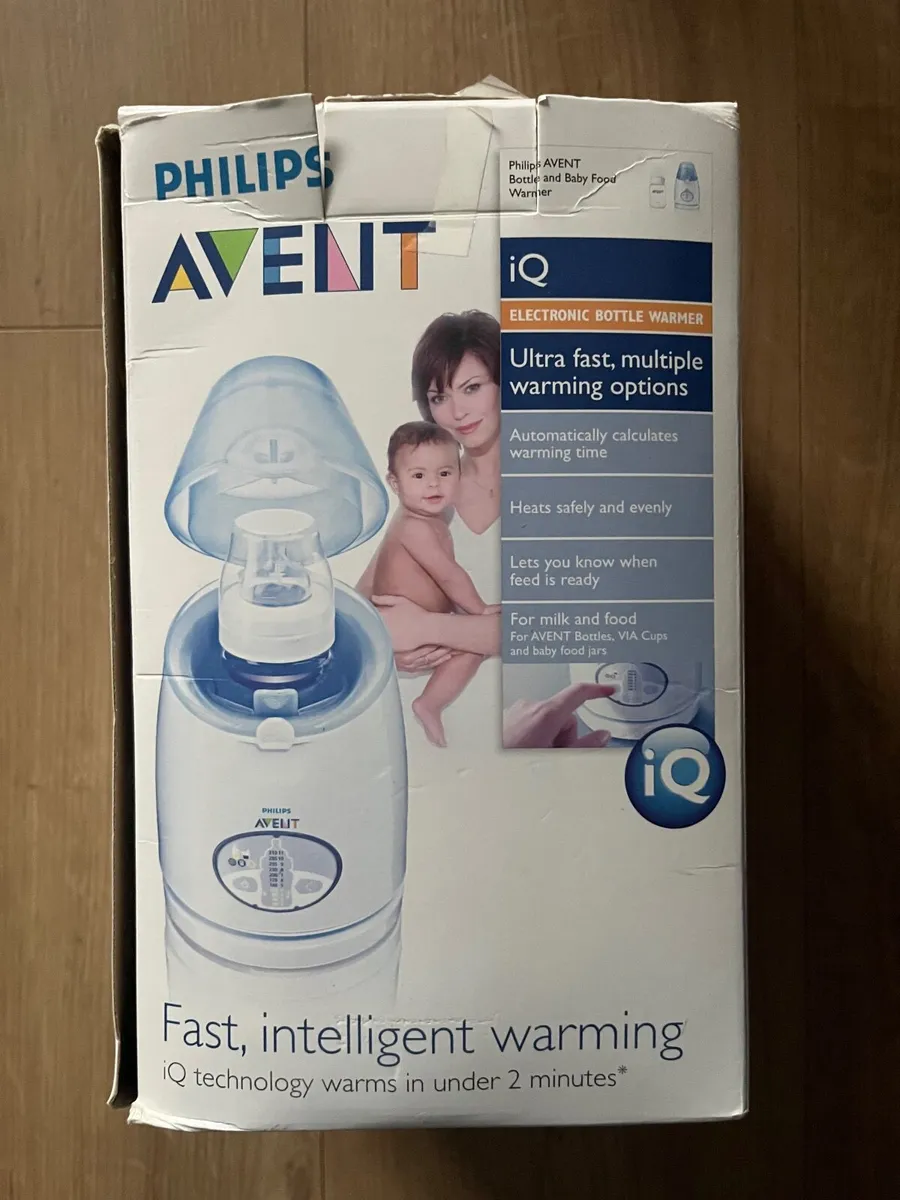 PHILIPS
AVENT
Philips AVENT
Bottle and Baby Food
Warmer
iQ
ELECTRONIC BOTTLE WARMER
Ultra fast, multiple
warming options
Automatically calculates
warming time
Heats safely and evenly
Lets you know when
feed is ready
For milk and food
For AVENT Bottles, VIA Cups
and baby food jars
iQ
PHILIPS
AVENT
Fast, intelligent warming
iQ technology warms in under 2 minutes*